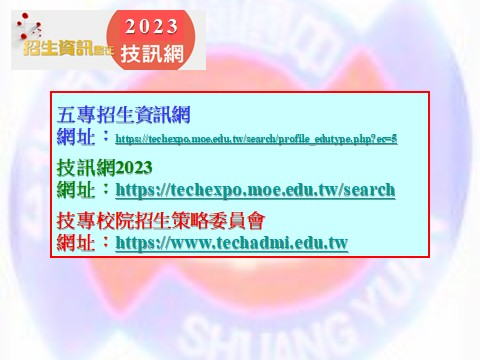 招生資訊
2023
技訊網
五專招生資訊網
網址：https://techexpo.moe.edu.tw/search/profile_edutype.php?ec=5
技訊網2023
網址：https://techexpo.moe.edu.tw/search
技專校院招生策略委員會
網址：https://www.techadmi.edu.tw
SHUANG YUAN